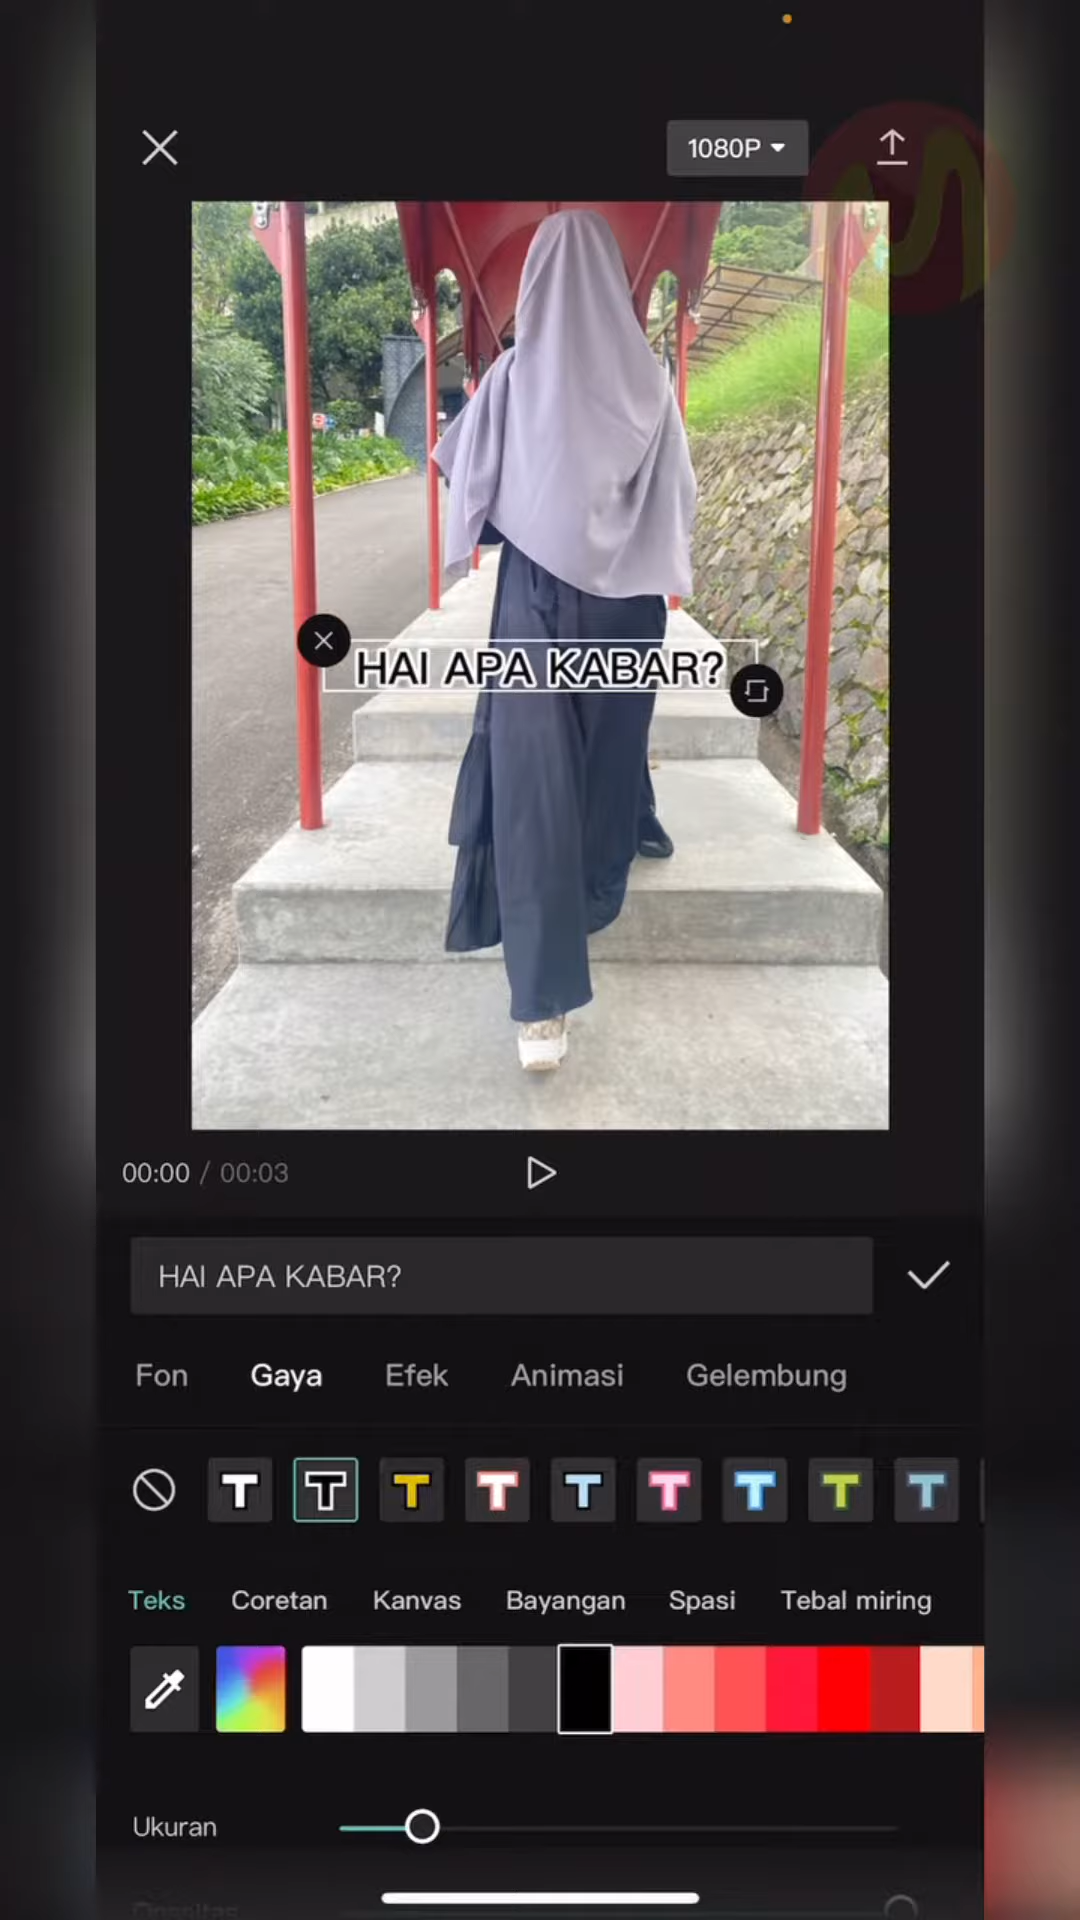 1080P
HAI APA KABAR?
00:00 / 00:03
HAI APA KABAR?
Fon Gaya Efek Animasi Gelembung
T T T T T T T T T
Teks Coretan Kanvas Bayangan Spasi Tebal miring
Ukuran